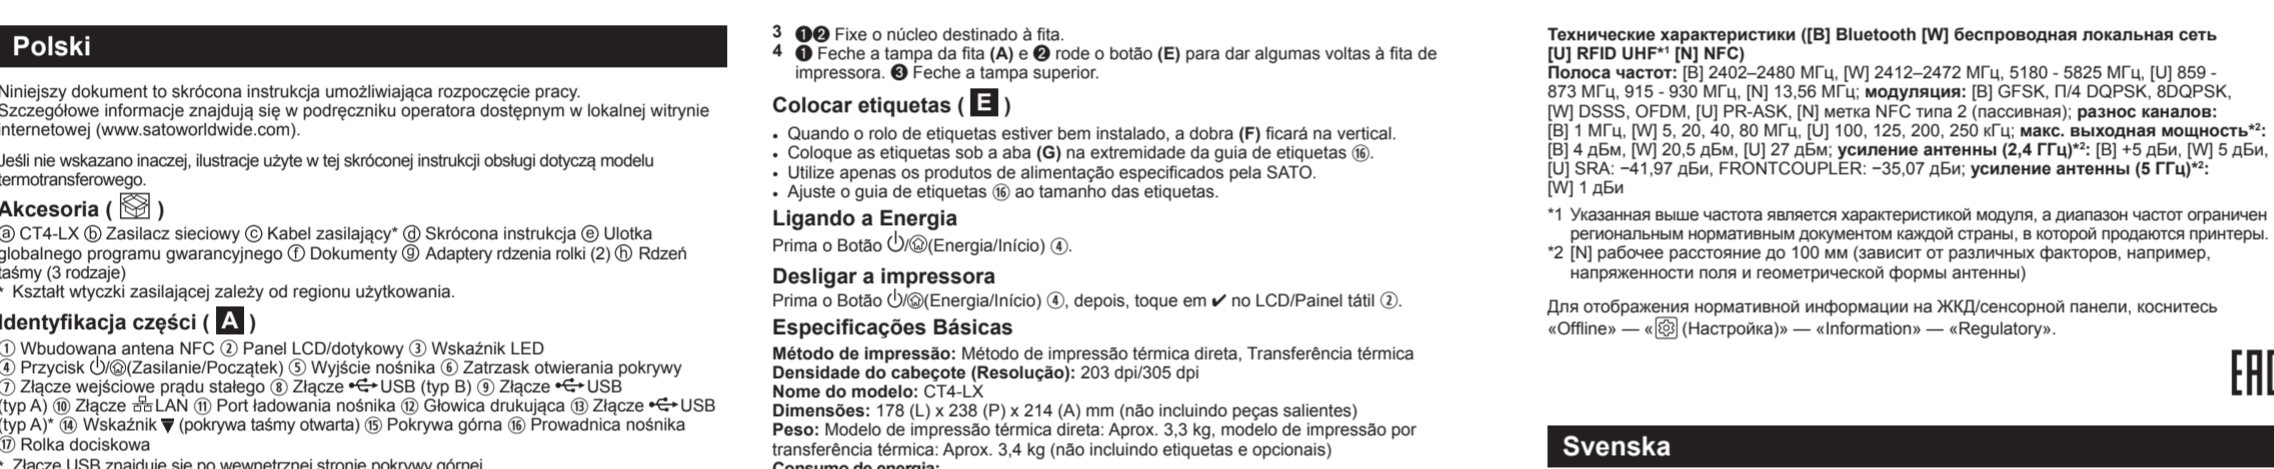 Polski
Niniejszy dokument to skrócona instrukcja umożliwiająca rozpoczęcie pracy.
Szczegółowe informacje znajdują się w podręczniku operatora dostępnym w lokalnej witrynie
internetowej (www.satoworldwide.com).
Jeśli nie wskazano inaczej, ilustracje użyte w tej skróconej instrukcji obsługi dotyczą modelu
termotransferowego.
Akcesoria ( )
ⓐ CT4-LX ⓑ Zasilacz sieciowy ⓒ Kabel zasilający* ⓓ Skrócona instrukcja ⓔ Ulotka
globalnego programu gwarancyjnego ⓕ Dokumenty ⓖ Adaptery rdzenia rolki (2) ⓗ Rdzeń
taśmy (3 rodzaje)
* Kształt wtyczki zasilającej zależy od regionu użytkowania.
Identyfikacja części ( A )
① Wbudowana antena NFC ② Panel LCD/dotykowy ③ Wskaźnik LED
④ Przycisk ⏻/(Zasilanie/Początek) ⑤ Wyjście nośnika ⑥ Zatrzask otwierania pokrywy
⑦ Złącze wejściowe prądu stałego ⑧ Złącze USB (typ B) ⑨ Złącze USB
(typ A) ⑩ Złącze LAN ⑪ Port ładowania nośnika ⑫ Głowica drukująca ⑬ Złącze USB
(typ A)* ⑭ Wskaźnik ▼ (pokrywa taśmy otwarta) ⑮ Pokrywa górna ⑯ Prowadnica nośnika
⑰ Rolka dociskowa
* Złącze USB znajduje się po wewnętrznej stronie pokrywy górnej.
3 ❶❷ Fixe o núcleo destinado à fita.
4 ❶ Feche a tampa da fita (A) e ❷ rode o botão (E) para dar algumas voltas à fita de
impressora. ❸ Feche a tampa superior.
Colocar etiquetas ( E )
• Quando o rolo de etiquetas estiver bem instalado, a dobra (F) ficará na vertical.
• Coloque as etiquetas sob a aba (G) na extremidade da guia de etiquetas ⑯.
• Utilize apenas os produtos de alimentação especificados pela SATO.
• Ajuste o guia de etiquetas ⑯ ao tamanho das etiquetas.
Ligando a Energia
Prima o Botão ⏻/(Energia/Início) ④.
Desligar a impressora
Prima o Botão ⏻/(Energia/Início) ④, depois, toque em ✔ no LCD/Painel tátil ②.
Especificações Básicas
Método de impressão: Método de impressão térmica direta, Transferência térmica
Densidade do cabeçote (Resolução): 203 dpi/305 dpi
Nome do modelo: CT4-LX
Dimensões: 178 (L) x 238 (P) x 214 (A) mm (não incluindo peças salientes)
Peso: Modelo de impressão térmica direta: Aprox. 3,3 kg, modelo de impressão por
transferência térmica: Aprox. 3,4 kg (não incluindo etiquetas e opcionais)
Consumo de energia:
Технические характеристики ([B] Bluetooth [W] беспроводная локальная сеть
[U] RFID UHF*1 [N] NFC)
Полоса частот: [B] 2402–2480 МГц, [W] 2412–2472 МГц, 5180 - 5825 МГц, [U] 859 -
873 МГц, 915 - 930 МГц, [N] 13,56 МГц; модуляция: [B] GFSK, П/4 DQPSK, 8DQPSK,
[W] DSSS, OFDM, [U] PR-ASK, [N] метка NFC типа 2 (пассивная); разнос каналов:
[B] 1 МГц, [W] 5, 20, 40, 80 МГц, [U] 100, 125, 200, 250 кГц; макс. выходная мощность*2:
[B] 4 дБм, [W] 20,5 дБм, [U] 27 дБм; усиление антенны (2,4 ГГц)*2: [B] +5 дБи, [W] 5 дБи,
[U] SRA: −41,97 дБи, FRONTCOUPLER: −35,07 дБи; усиление антенны (5 ГГц)*2:
[W] 1 дБи
*1 Указанная выше частота является характеристикой модуля, а диапазон частот ограничен
региональным нормативным документом каждой страны, в которой продаются принтеры.
*2 [N] рабочее расстояние до 100 мм (зависит от различных факторов, например,
напряженности поля и геометрической формы антенны)
Для отображения нормативной информации на ЖКД/сенсорной панели, коснитесь
«Offline» — « (Настройка)» — «Information» — «Regulatory».
EAC
Svenska